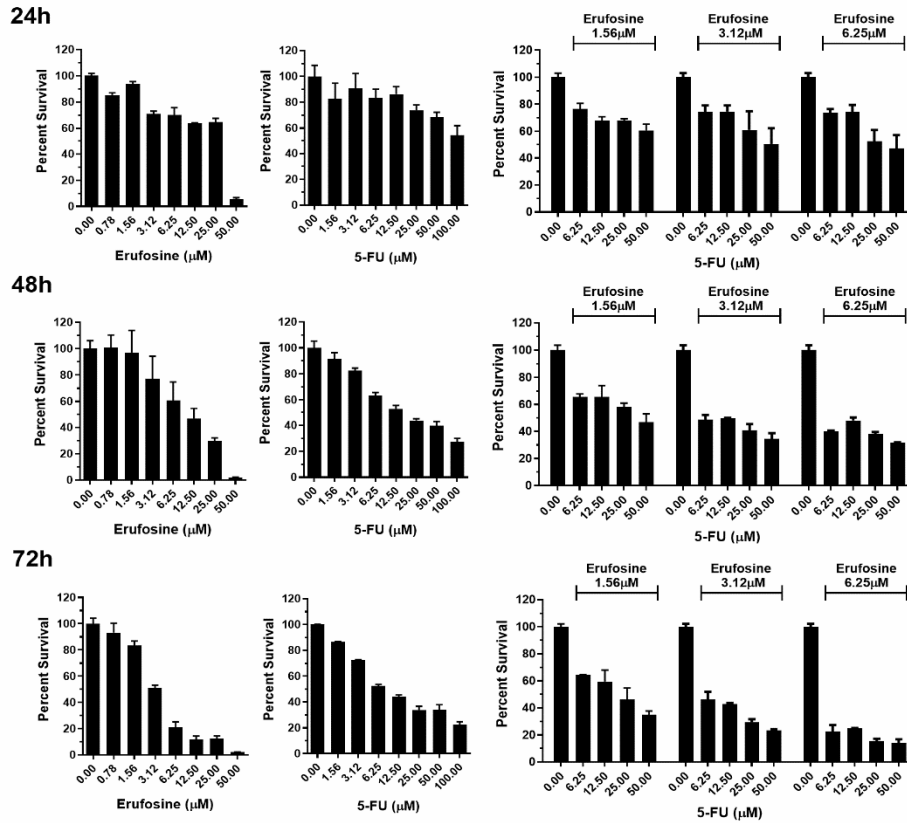 24h
Percent Survival
120
100
80
60
40
20
0
0.00 0.78 1.56 3.12 6.25 12.50 25.00 50.00
Erufosine (μM)
Percent Survival
120
100
80
60
40
20
0
0.00 1.56 3.12 6.25 12.50 25.00 50.00 100.00
5-FU (μM)
Erufosine
1.56μM
Erufosine
3.12μM
Erufosine
6.25μM
Percent Survival
120
100
80
60
40
20
0
0.00 6.25 12.50 25.00 50.00 0.00 6.25 12.50 25.00 50.00 0.00 6.25 12.50 25.00 50.00
5-FU (μM)
48h
Percent Survival
120
100
80
60
40
20
0
0.00 0.78 1.56 3.12 6.25 12.50 25.00 50.00
Erufosine (μM)
Percent Survival
120
100
80
60
40
20
0
0.00 1.56 3.12 6.25 12.50 25.00 50.00 100.00
5-FU (μM)
Erufosine
1.56μM
Erufosine
3.12μM
Erufosine
6.25μM
Percent Survival
120
100
80
60
40
20
0
0.00 6.25 12.50 25.00 50.00 0.00 6.25 12.50 25.00 50.00 0.00 6.25 12.50 25.00 50.00
5-FU (μM)
72h
Percent Survival
120
100
80
60
40
20
0
0.00 0.78 1.56 3.12 6.25 12.50 25.00 50.00
Erufosine (μM)
Percent Survival
120
100
80
60
40
20
0
0.00 1.56 3.12 6.25 12.50 25.00 50.00 100.00
5-FU (μM)
Erufosine
1.56μM
Erufosine
3.12μM
Erufosine
6.25μM
Percent Survival
120
100
80
60
40
20
0
0.00 6.25 12.50 25.00 50.00 0.00 6.25 12.50 25.00 50.00 0.00 6.25 12.50 25.00 50.00
5-FU (μM)